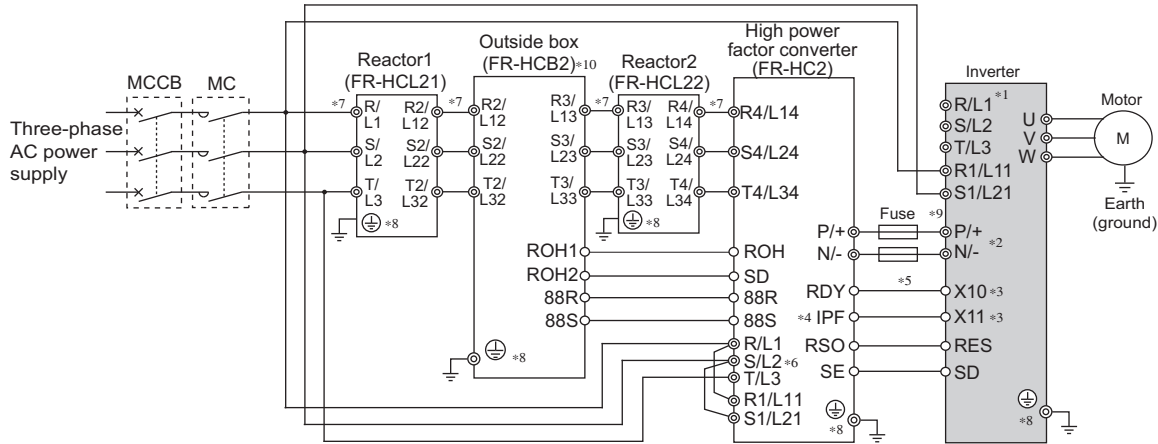 High power
factor converter
(FR-HC2)
Outside box
(FR-HCB2)*10
Reactor1
(FR-HCL21)
Reactor2
(FR-HCL22)
Inverter
MCCB
MC
Motor
Three-phase
AC power
supply
*7
R/
L1
R2/
L12
*7
R2/
L12
R3/
L13
*7
R3/
L13
R4/
L14
*7
R4/L14
R/L1 *1
U
M
S/
L2
S2/
L22
S2/
L22
S3/
L23
S3/
L23
S4/
L24
S4/L24
S/L2
V
T/L3
W
T/
L3
T2/
L32
T2/
L32
T3/
L33
T3/
L33
T4/
L34
T4/L34
R1/L11
S1/L21
Earth
(ground)
*8
*8
Fuse
*9
P/+
P/+
*2
N/-
N/-
ROH1
ROH
ROH2
SD
88R
88R
88S
88S
RDY
*5
X10 *3
*4 IPF
X11 *3
RSO
RES
SE
SD
*8
R/L1
S/L2 *6
T/L3
R1/L11
S1/L21
*8
*8